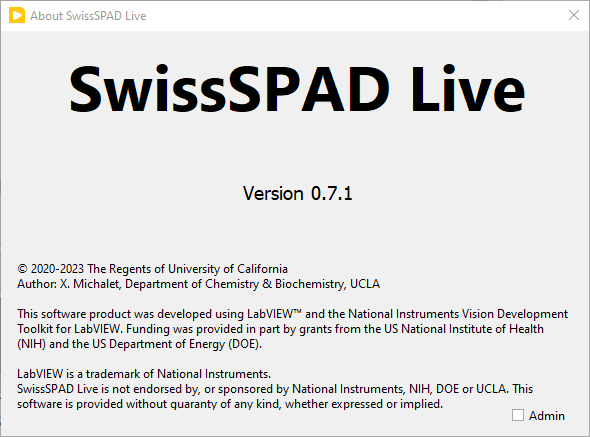 About SwissSPAD Live
SwissSPAD Live
Version 0.7.1
© 2020-2023 The Regents of University of California
Author: X. Michalet, Department of Chemistry & Biochemistry, UCLA
This software product was developed using LabVIEW™ and the National Instruments Vision Development
Toolkit for LabVIEW. Funding was provided in part by grants from the US National Institute of Health
(NIH) and the US Department of Energy (DOE).
LabVIEW is a trademark of National Instruments.
SwissSPAD Live is not endorsed by, or sponsored by National Instruments, NIH, DOE or UCLA. This
software is provided without quaranty of any kind, whether expressed or implied.
Admin